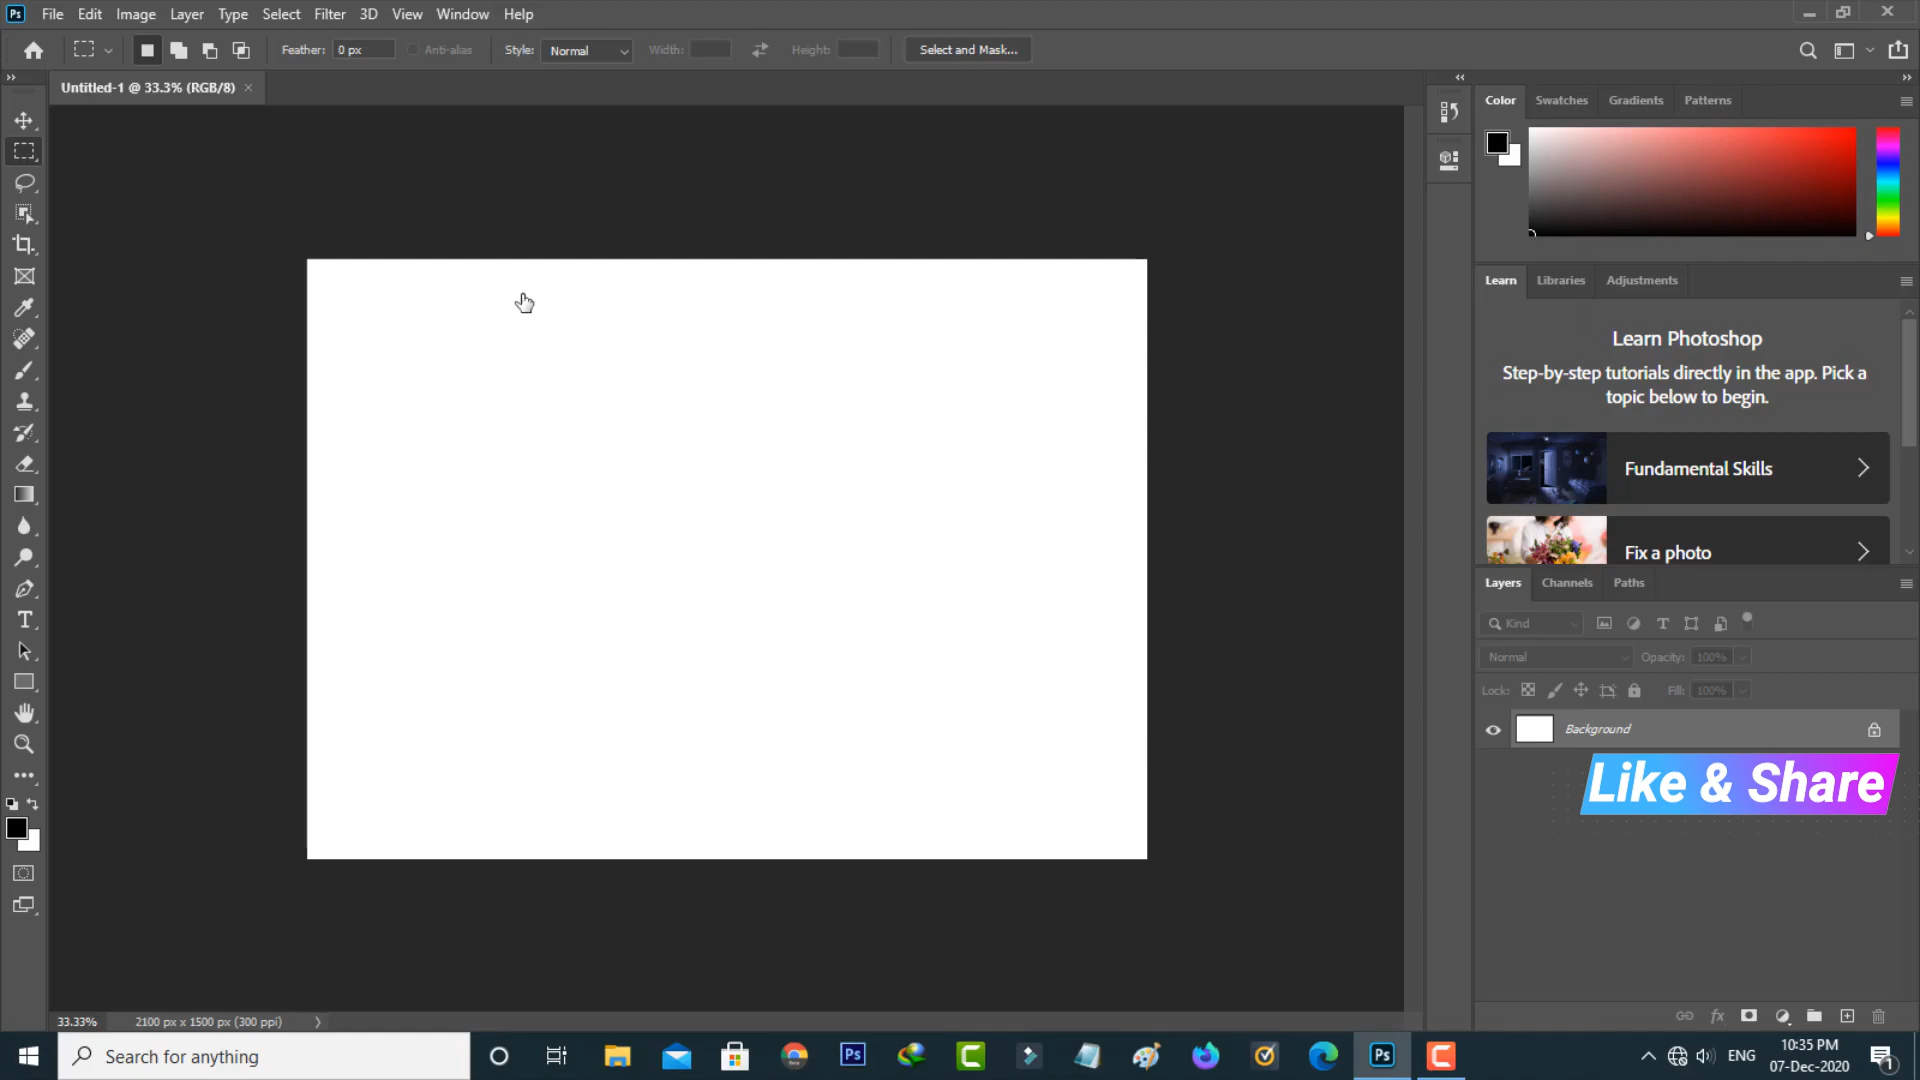 Ps File Edit Image Layer Type Select Filter 3D View Window Help
Feather: 0 px Anti-alias Style: Normal Width: Height: Select and Mask...
Untitled-1 @ 33.3% (RGB/8) ×
Color Swatches Gradients Patterns
Learn Libraries Adjustments
Learn Photoshop
Step-by-step tutorials directly in the app. Pick a
topic below to begin.
Fundamental Skills
Fix a photo
Layers Channels Paths
Kind
Normal Opacity: 100%
Lock: Fill: 100%
Background
Like & Share
33.33% 2100 px x 1500 px (300 ppi)
Search for anything
Ps
Ps
ENG
10:35 PM
07-Dec-2020
1